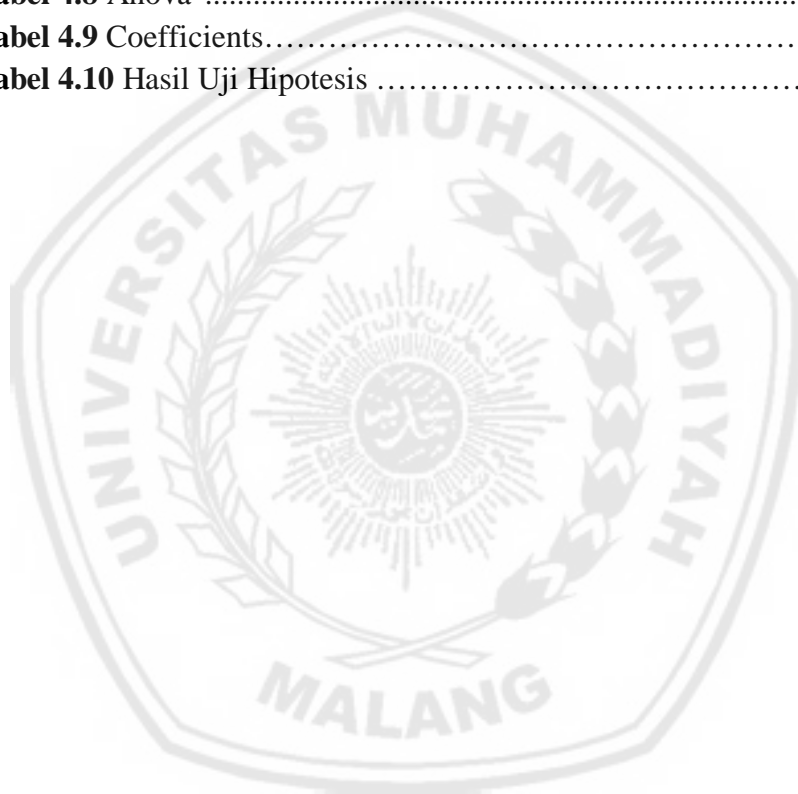 abel 4.8 Anova ..........................................................................................
abel 4.9 Coefficients……………………………………………
abel 4.10 Hasil Uji Hipotesis …………………………………
UNIVERSITAS MUHAMMADIYAH
MALANG